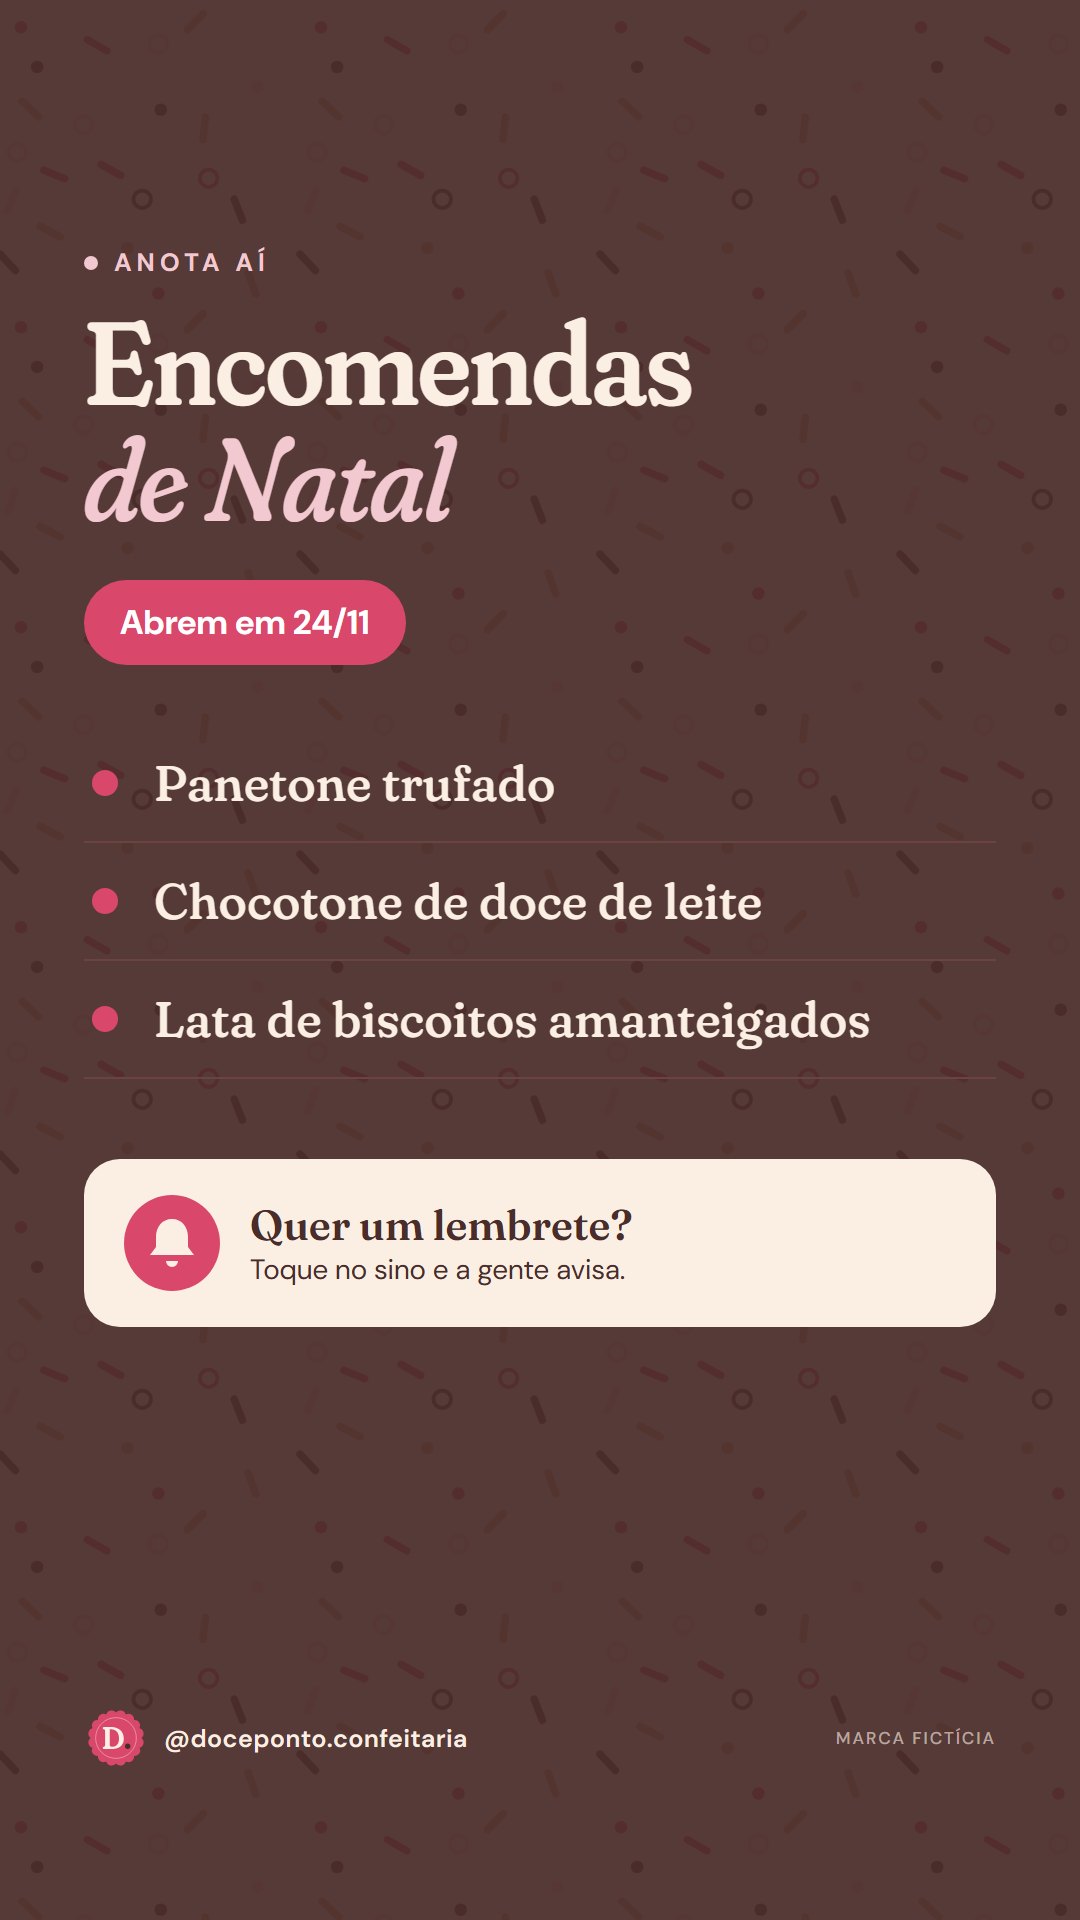 ANOTA AÍ
Encomendas
de Natal
Abrem em 24/11
Panetone trufado
Chocotone de doce de leite
Lata de biscoitos amanteigados
Quer um lembrete?
Toque no sino e a gente avisa.
D.
@doceponto.confeitaria
MARCA FICTÍCIA